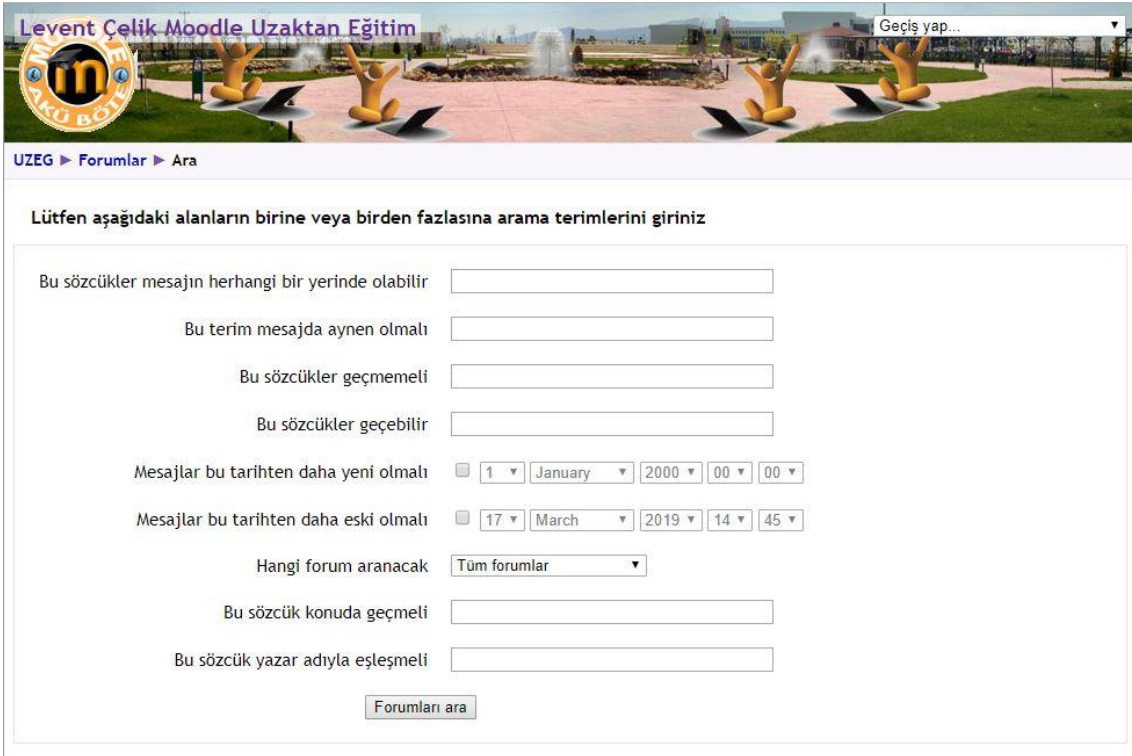 Levent Çelik Moodle Uzaktan Eğitim
Geçiş yap...
MOODLE
m
AKÜ BÖTE
UZEG ► Forumlar ► Ara
Lütfen aşağıdaki alanların birine veya birden fazlasına arama terimlerini giriniz
Bu sözcükler mesajın herhangi bir yerinde olabilir
Bu terim mesajda aynen olmalı
Bu sözcükler geçmemeli
Bu sözcükler geçebilir
Mesajlar bu tarihten daha yeni olmalı 1 January 2000 00 00
Mesajlar bu tarihten daha eski olmalı 17 March 2019 14 45
Hangi forum aranacak Tüm forumlar
Bu sözcük konuda geçmeli
Bu sözcük yazar adıyla eşleşmeli
Forumları ara